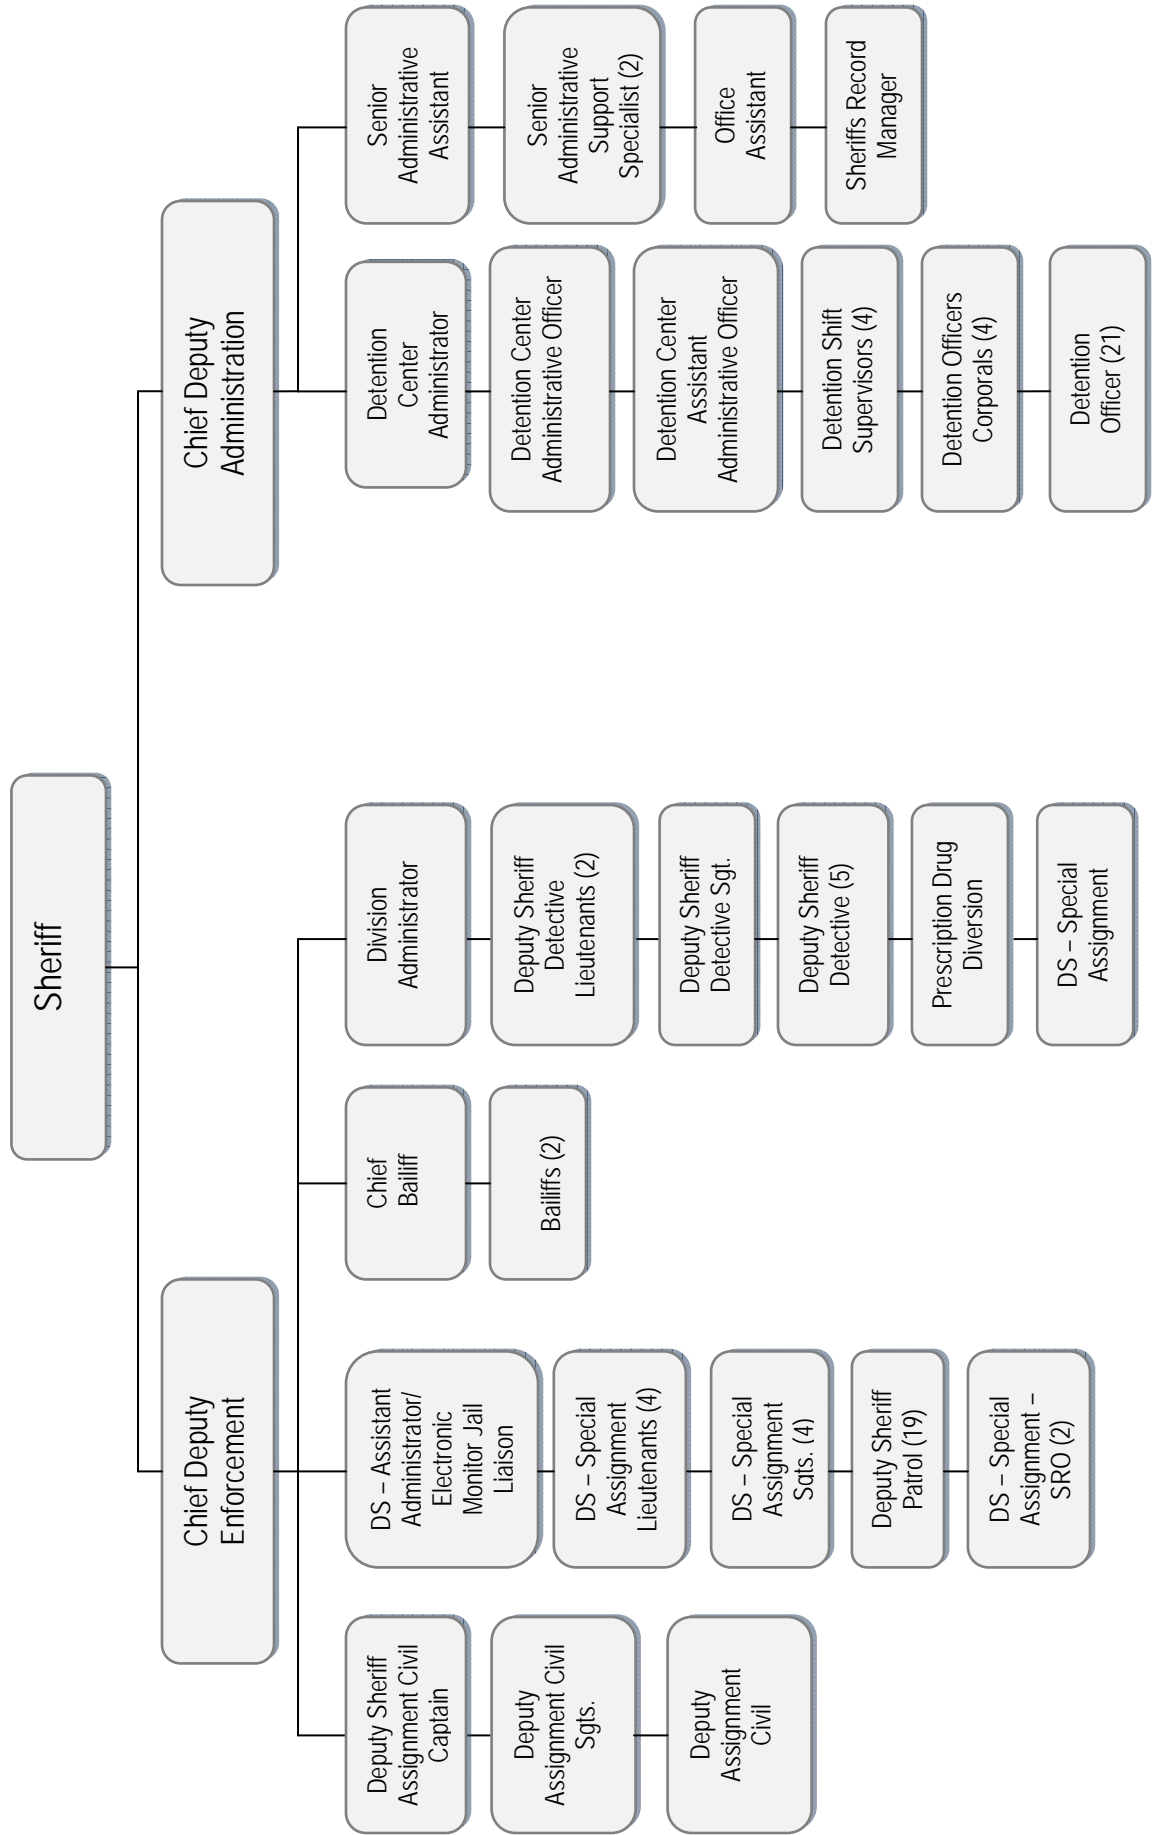 Sheriff
Chief Deputy
Enforcement
Chief Deputy
Administration
Deputy Sheriff
Assignment Civil
Captain
Deputy
Assignment Civil
Sgts.
Deputy
Assignment
Civil
DS – Assistant
Administrator/
Electronic
Monitor Jail
Liaison
DS – Special
Assignment
Lieutenants (4)
DS – Special
Assignment
Sgts. (4)
Deputy Sheriff
Patrol (19)
DS – Special
Assignment –
SRO (2)
Chief
Bailiff
Bailiffs (2)
Division
Administrator
Deputy Sheriff
Detective
Lieutenants (2)
Deputy Sheriff
Detective Sgt.
Deputy Sheriff
Detective (5)
Prescription Drug
Diversion
DS – Special
Assignment
Detention
Center
Administrator
Detention Center
Administrative Officer
Detention Center
Assistant
Administrative Officer
Detention Shift
Supervisors (4)
Detention Officers
Corporals (4)
Detention
Officer (21)
Senior
Administrative
Assistant
Senior
Administrative
Support
Specialist (2)
Office
Assistant
Sheriffs Record
Manager